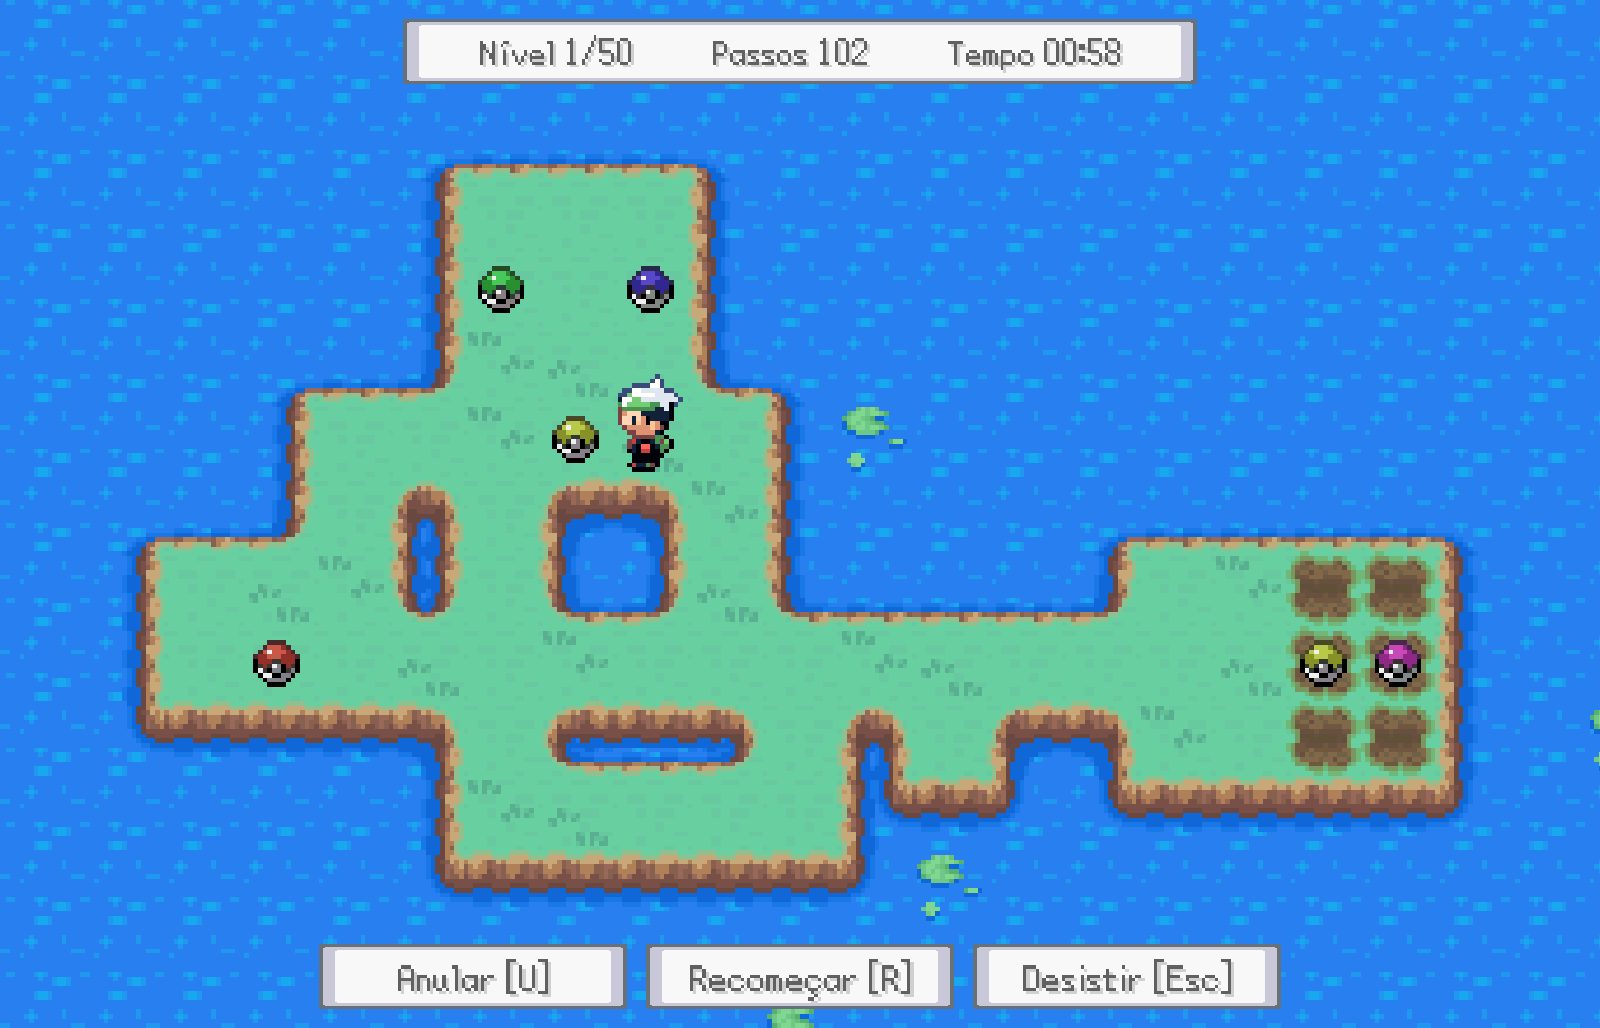 Nível 1/50 Passos 102 Tempo 00:58
Anular [U] Recomeçar [R] Desistir [Esc]